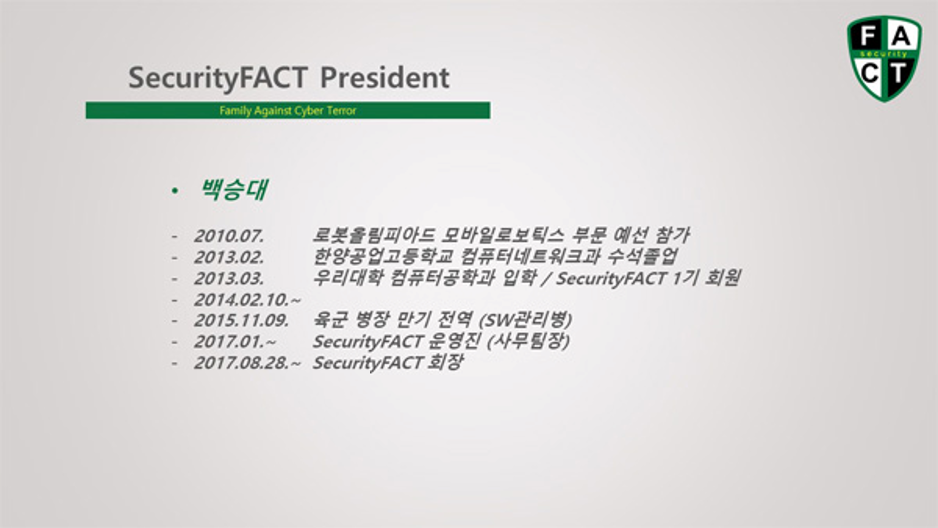 SecurityFACT President
Family Against Cyber Terror
F A
security
C T
• 백승대
- 2010.07. 로봇올림피아드 모바일로보틱스 부문 예선 참가
- 2013.02. 한양공업고등학교 컴퓨터네트워크과 수석졸업
- 2013.03. 우리대학 컴퓨터공학과 입학 / SecurityFACT 1기 회원
- 2014.02.10.~
- 2015.11.09. 육군 병장 만기 전역 (SW관리병)
- 2017.01.~ SecurityFACT 운영진 (사무팀장)
- 2017.08.28.~ SecurityFACT 회장